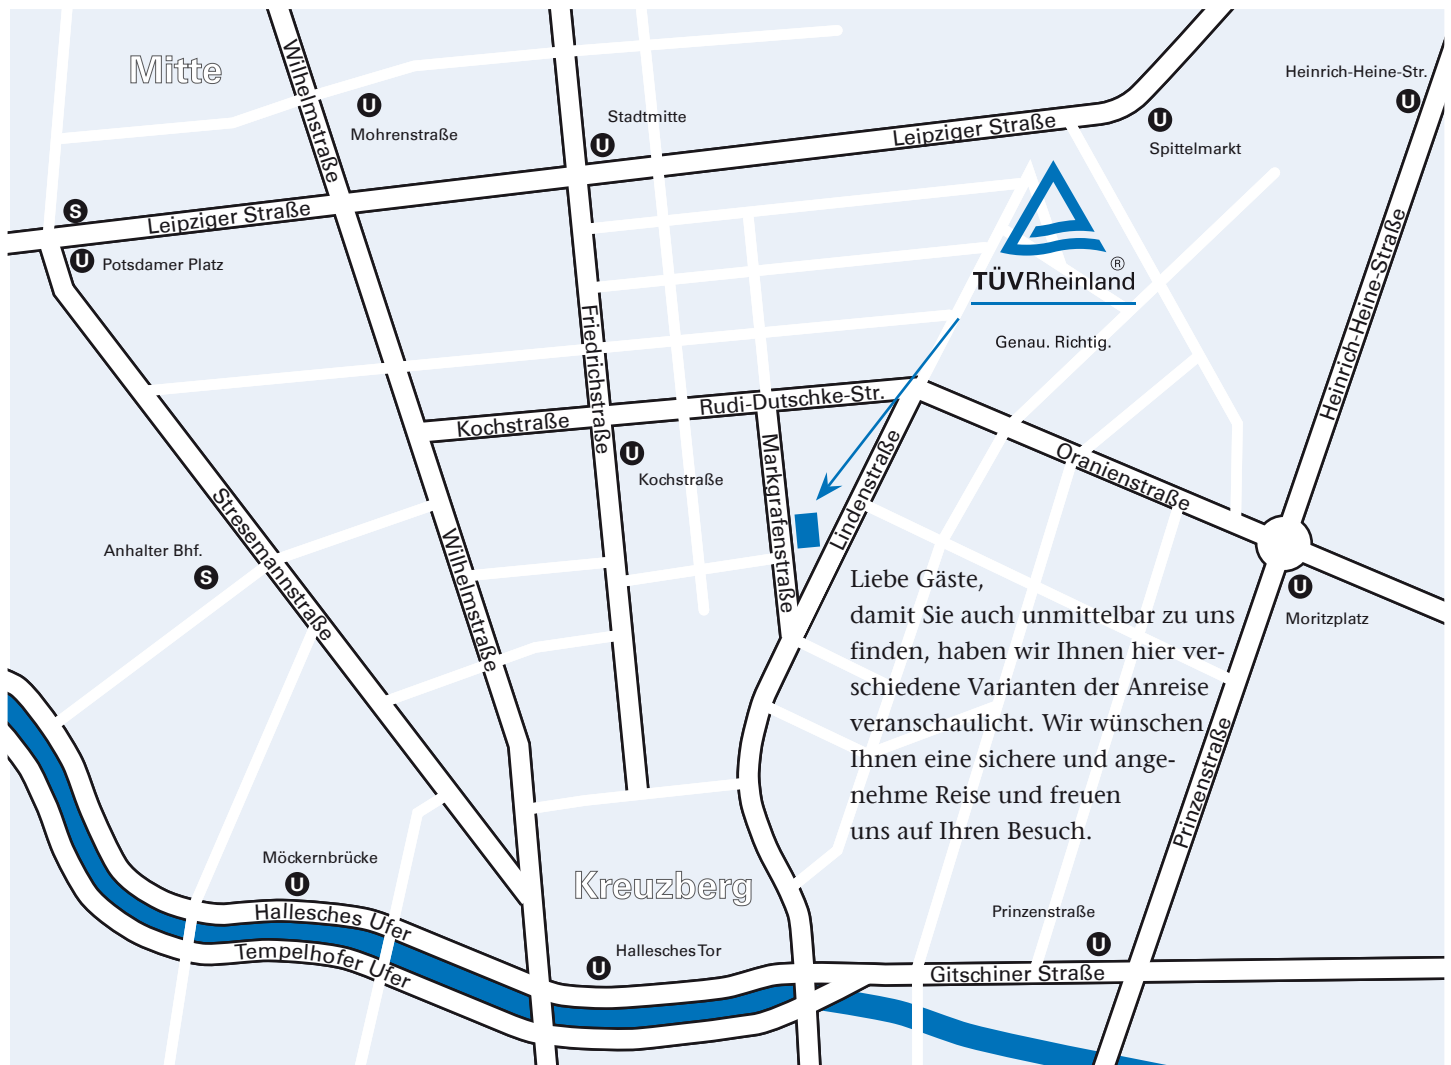 Mitte
Wilhelmstraße
U
Mohrenstraße
Stadtmitte
U
Leipziger Straße
U
Spittelmarkt
Heinrich-Heine-Str.
U
S
Leipziger Straße
U
Potsdamer Platz
®
TÜVRheinland
Genau. Richtig.
Heinrich-Heine-Straße
Friedrichstraße
Kochstraße
Rudi-Dutschke-Str.
U
Kochstraße
Markgrafenstraße
Lindenstraße
Oranienstraße
Stresemannstraße
Anhalter Bhf.
S
Wilhelmstraße
U
Moritzplatz
Liebe Gäste,
damit Sie auch unmittelbar zu uns
finden, haben wir Ihnen hier ver-
schiedene Varianten der Anreise
veranschaulicht. Wir wünschen
Ihnen eine sichere und ange-
nehme Reise und freuen
uns auf Ihren Besuch.
Prinzenstraße
Möckernbrücke
U
Hallesches Ufer
Tempelhofer Ufer
Kreuzberg
Hallesches Tor
U
Prinzenstraße
U
Gitschiner Straße